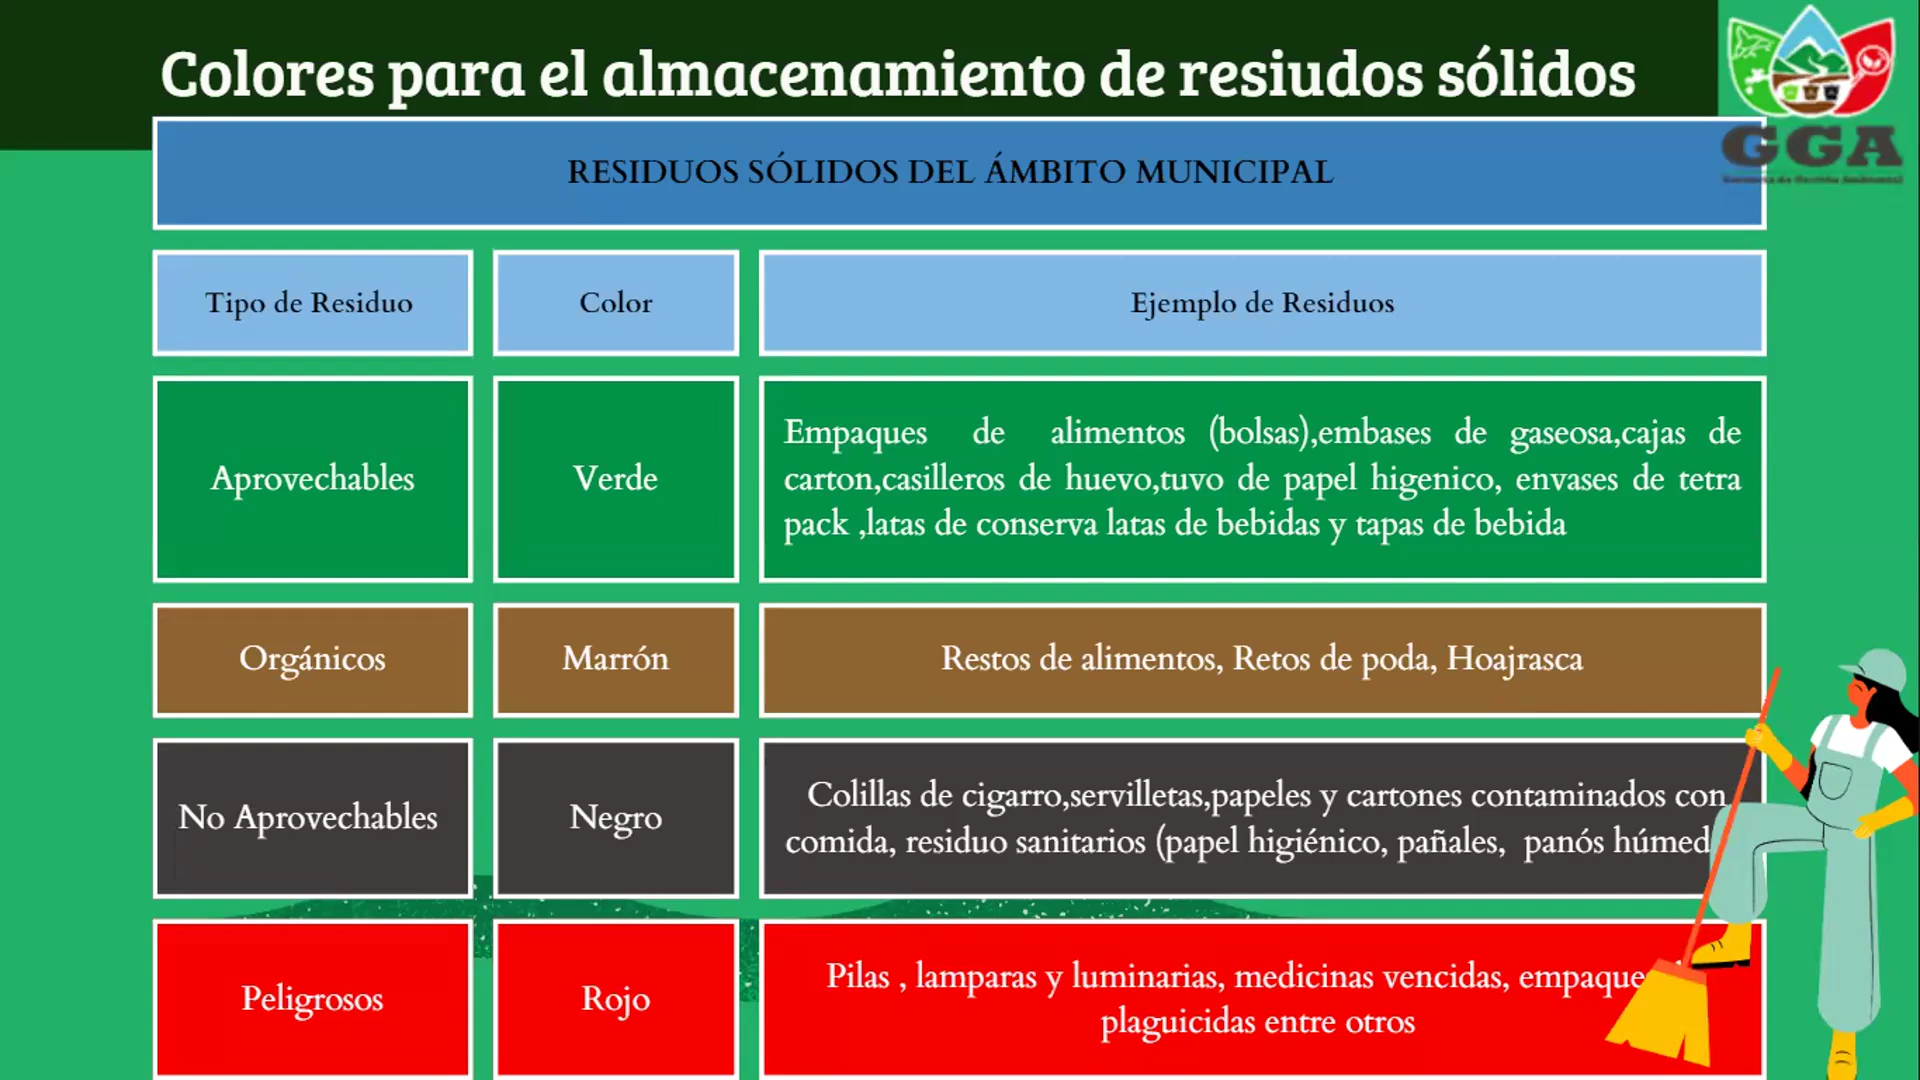 Colores para el almacenamiento de resiudos sólidos
GGA
RESIDUOS SÓLIDOS DEL ÁMBITO MUNICIPAL
Tipo de Residuo
Color
Ejemplo de Residuos
Aprovechables
Verde
Empaques de alimentos (bolsas),embases de gaseosa,cajas de
carton,casilleros de huevo,tuvo de papel higenico, envases de tetra
pack ,latas de conserva latas de bebidas y tapas de bebida
Orgánicos
Marrón
Restos de alimentos, Retos de poda, Hoajrasca
No Aprovechables
Negro
Colillas de cigarro,servilletas,papeles y cartones contaminados con
comida, residuo sanitarios (papel higiénico, pañales, panós húmed
Peligrosos
Rojo
Pilas , lamparas y luminarias, medicinas vencidas, empaque
plaguicidas entre otros